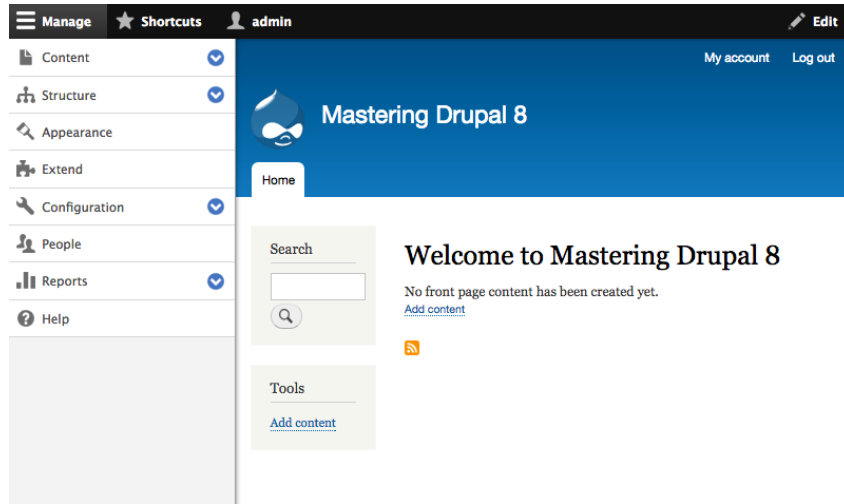 Manage Shortcuts admin Edit
Content
Structure
Appearance
Extend
Configuration
People
Reports
Help
My account Log out
Mastering Drupal 8
Home
Search
Tools
Add content
Welcome to Mastering Drupal 8
No front page content has been created yet.
Add content